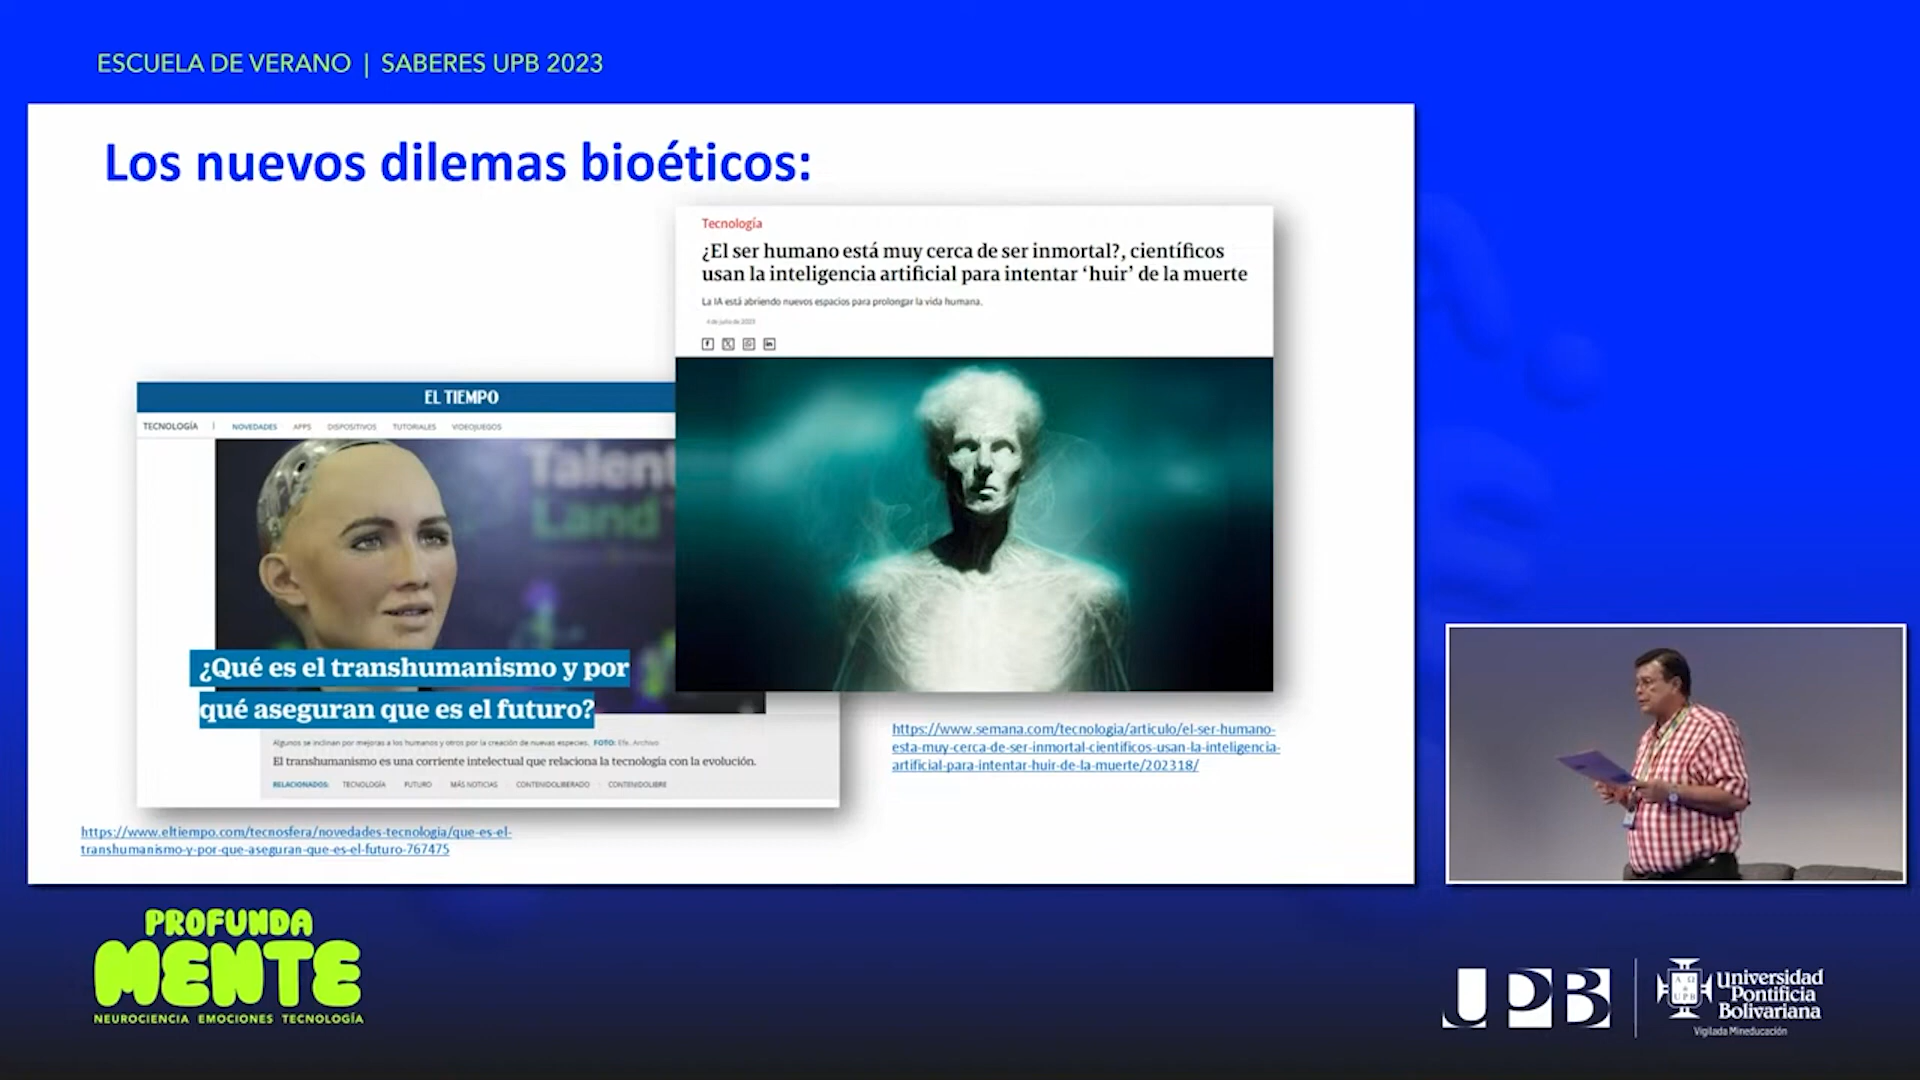 ESCUELA DE VERANO | SABERES UPB 2023
Los nuevos dilemas bioéticos:
Tecnología
¿El ser humano está muy cerca de ser inmortal?, científicos
usan la inteligencia artificial para intentar ‘huir’ de la muerte
La IA está abriendo nuevos espacios para prolongar la vida humana.
4 de julio de 2023
EL TIEMPO
TECNOLOGÍA | NOVEDADES APPS DISPOSITIVOS TUTORIALES VIDEOJUEGOS
Talent
Land
¿Qué es el transhumanismo y por
qué aseguran que es el futuro?
Algunos se inclinan por mejoras a los humanos y otros por la creación de nuevas especies. FOTO: Efe. Archivo
El transhumanismo es una corriente intelectual que relaciona la tecnología con la evolución.
RELACIONADOS: TECNOLOGÍA FUTURO MÁS NOTICIAS CONTENIDOLIBERADO CONTENIDOLIBRE
https://www.semana.com/tecnologia/articulo/el-ser-humano-
esta-muy-cerca-de-ser-inmortal-cientificos-usan-la-inteligencia-
artificial-para-intentar-huir-de-la-muerte/202318/
https://www.eltiempo.com/tecnosfera/novedades-tecnologia/que-es-el-
transhumanismo-y-por-que-aseguran-que-es-el-futuro-767475
PROFUNDA
MENTE
NEUROCIENCIA EMOCIONES TECNOLOGÍA
UPB
Universidad
Pontificia
Bolivariana
Vigilada Mineducación